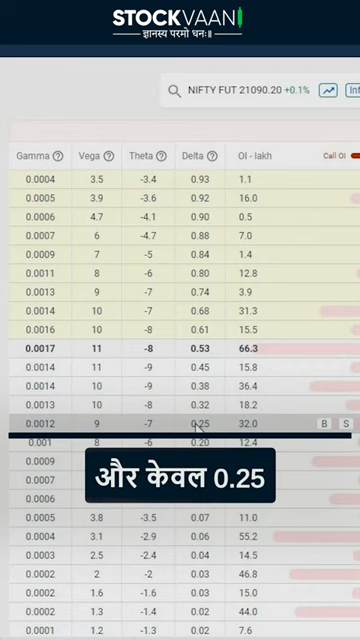 STOCKVAANI
ज्ञानस्य परमो धनः॥
NIFTY FUT 21090.20 +0.1% Inf
Gamma Vega Theta Delta OI - lakh Call OI
0.0004 3.5 -3.4 0.93 1.1
0.0005 3.9 -3.6 0.92 16.0
0.0006 4.7 -4.1 0.90 0.5
0.0007 6 -4.7 0.88 7.0
0.0009 7 -5 0.84 1.4
0.0011 8 -6 0.80 12.8
0.0013 9 -7 0.74 3.9
0.0014 10 -7 0.68 31.3
0.0016 10 -8 0.61 15.5
0.0017 11 -8 0.53 66.3
0.0014 11 -9 0.45 15.8
0.0014 10 -9 0.38 36.4
0.0013 10 -8 0.32 18.2
0.0012 9 -7 0.25 32.0 B S
0.001 8 -6 0.20 12.4
0.0009
और केवल 0.25
0.0007
0.0006
0.0005 3.8 -3.5 0.07 11.0
0.0004 3.1 -2.9 0.06 55.2
0.0003 2.5 -2.4 0.04 14.5
0.0002 2 -2 0.03 46.8
0.0002 1.6 -1.6 0.03 15.0
0.0002 1.3 -1.4 0.02 44.0
0.0001 1.2 -1.3 0.02 7.6